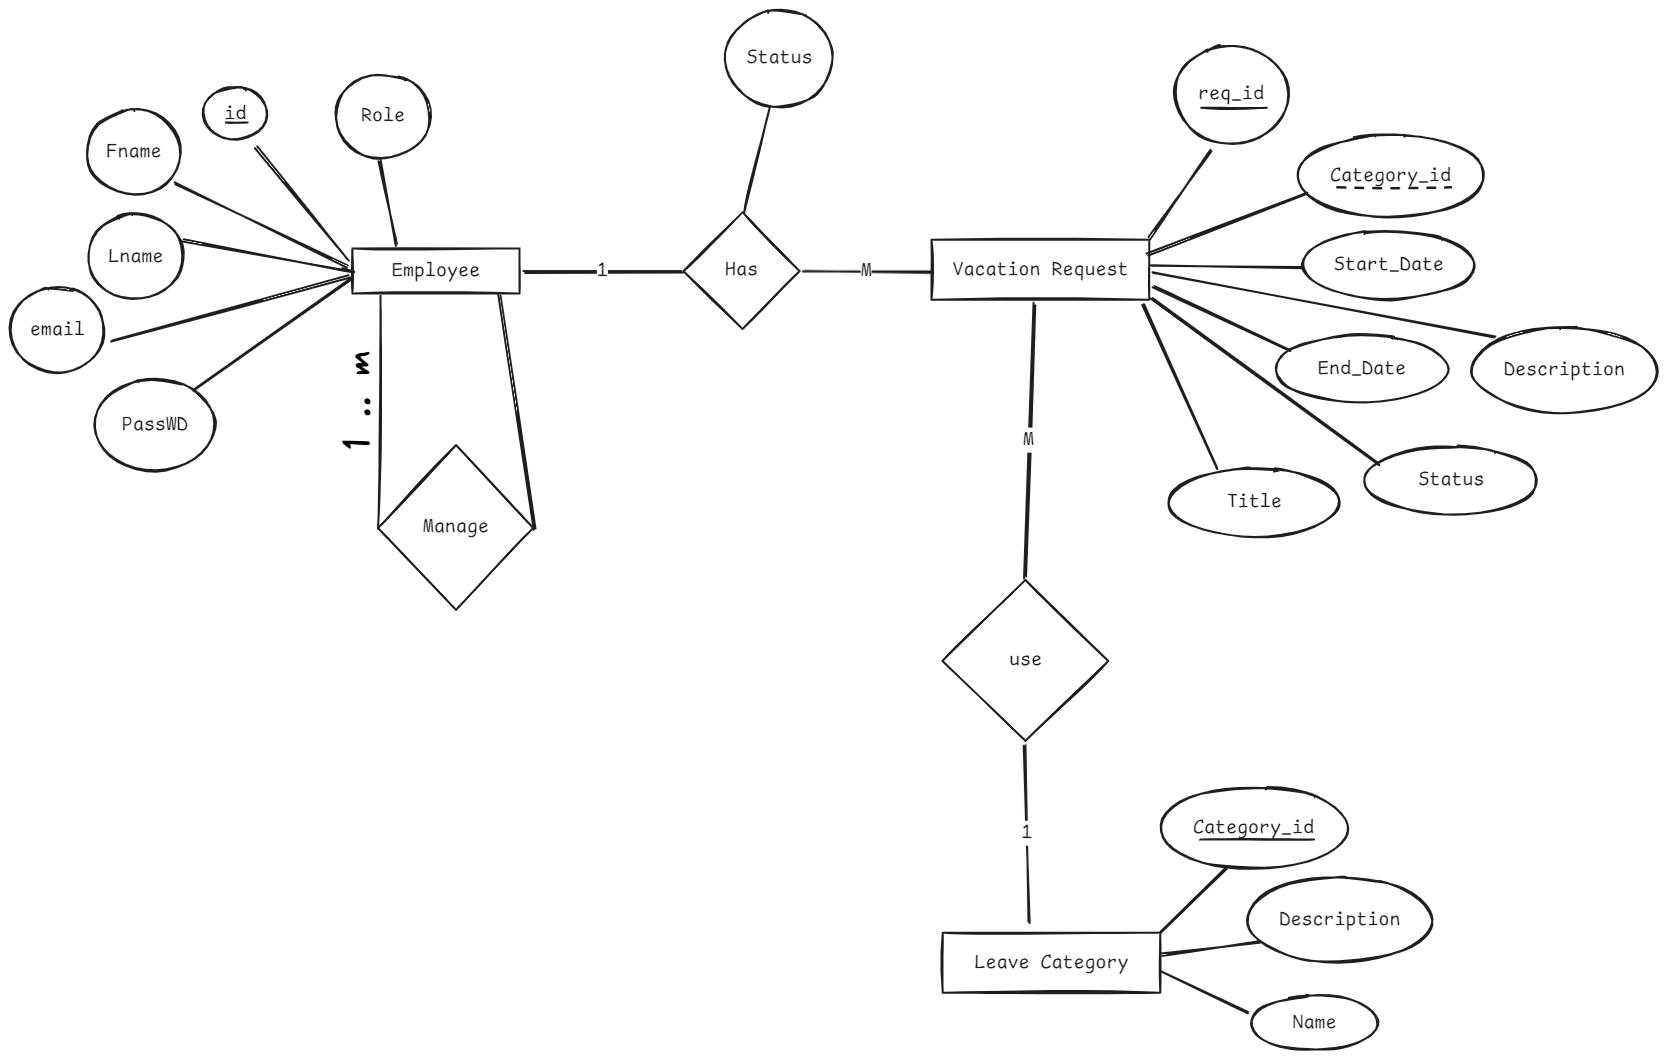 Status
req_id
id
Role
Fname
Category_id
Lname
Employee
1
Has
M
Vacation Request
Start_Date
email
End_Date
Description
1..m
PassWD
M
Status
Title
Manage
use
1
Category_id
Description
Leave Category
Name